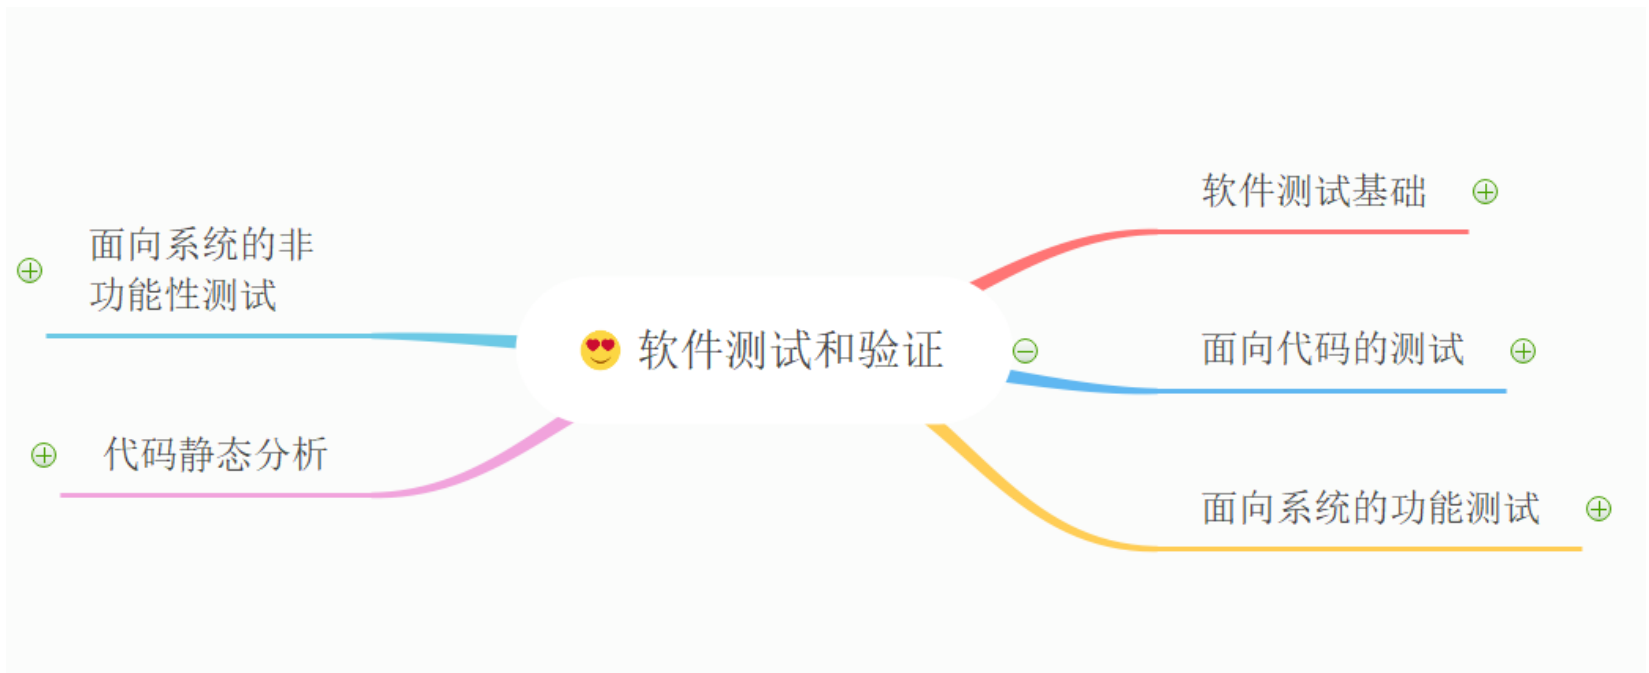 软件测试和验证
软件测试基础
面向代码的测试
面向系统的功能测试
面向系统的非
功能性测试
代码静态分析